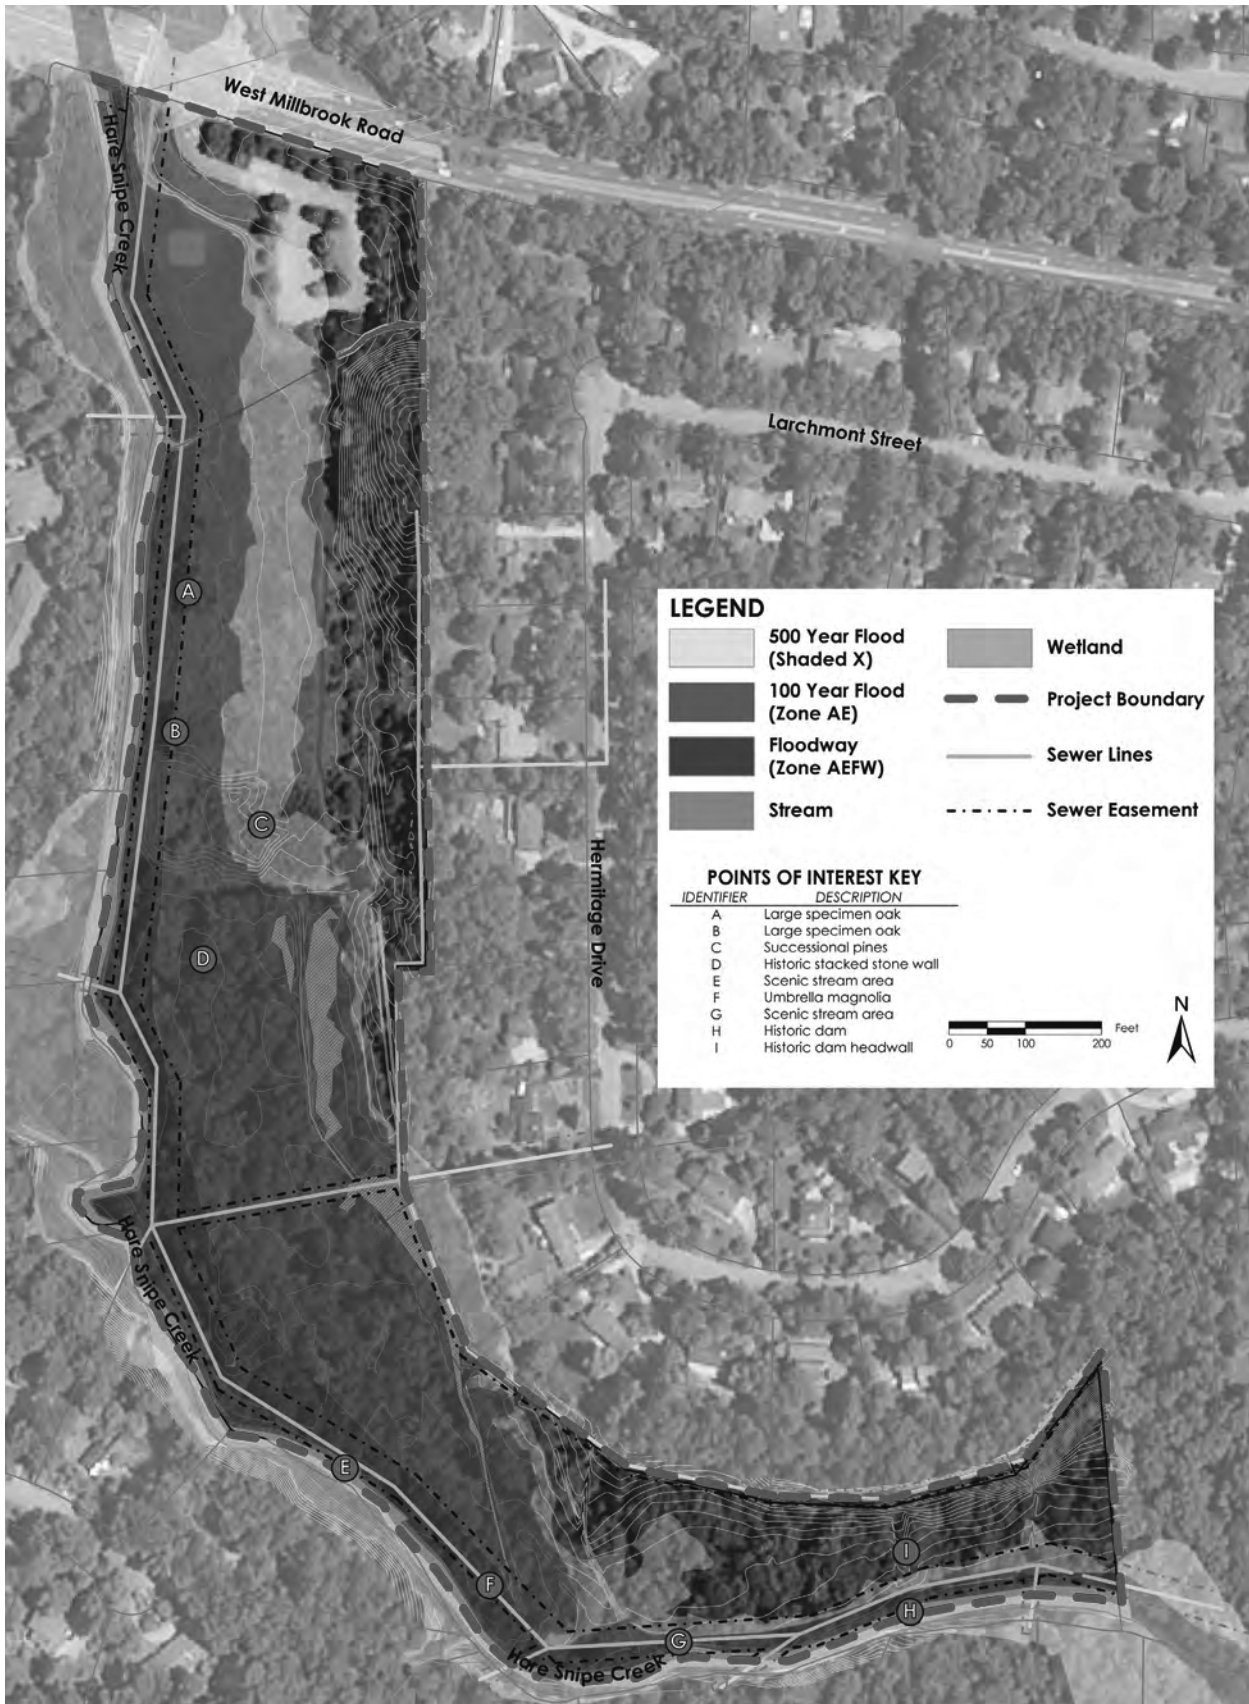 West Millbrook Road
Hare Snipe Creek
Larchmont Street
A
B
C
D
Hermitage Drive
LEGEND
500 Year Flood
(Shaded X)
100 Year Flood
(Zone AE)
Floodway
(Zone AEFW)
Stream
Wetland
Project Boundary
Sewer Lines
Sewer Easement
POINTS OF INTEREST KEY
IDENTIFIER DESCRIPTION
A Large specimen oak
B Large specimen oak
C Successional pines
D Historic stacked stone wall
E Scenic stream area
F Umbrella magnolia
G Scenic stream area
H Historic dam
I Historic dam headwall
N
Feet
0 50 100 200
Hare Snipe Creek
E
F
I
H
G
Hare Snipe Creek